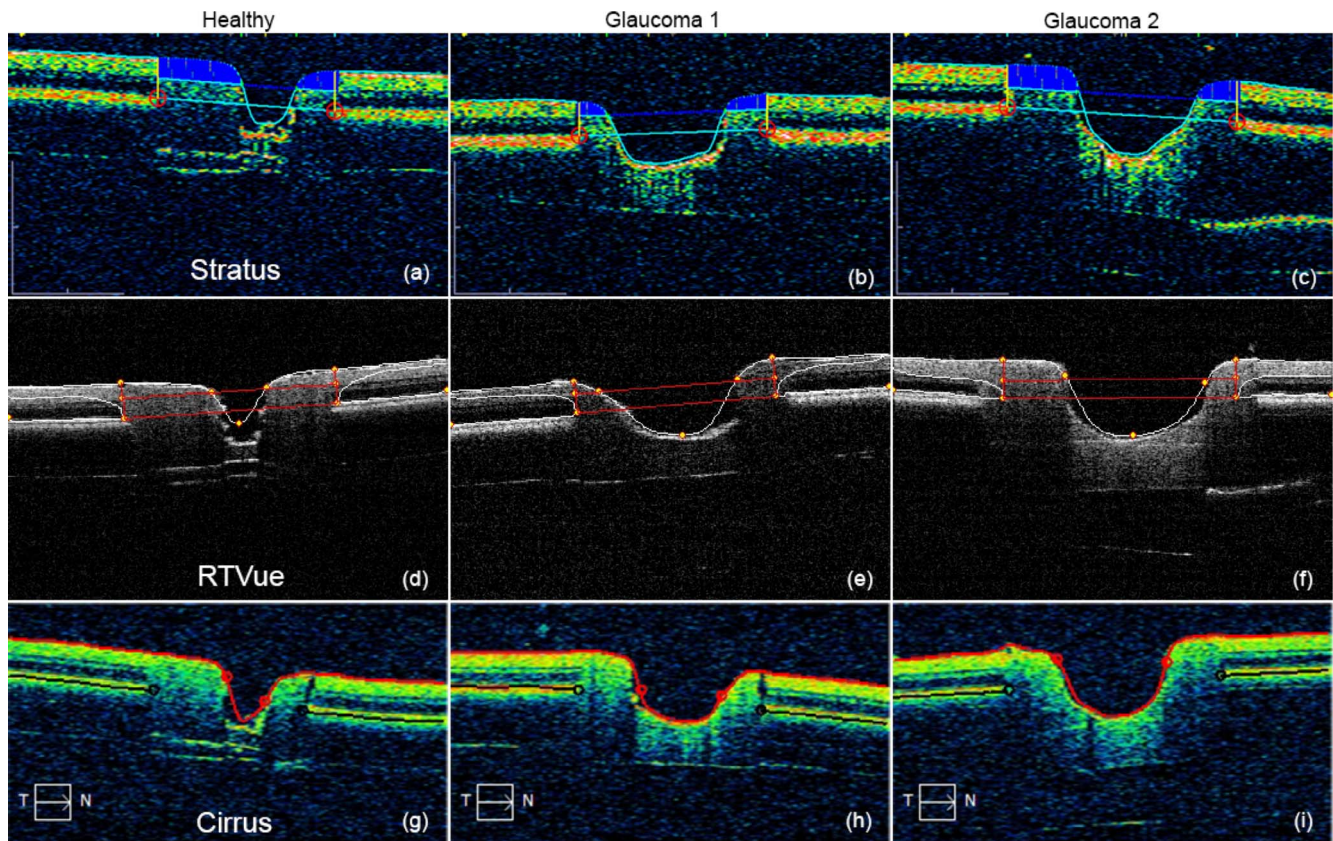 Healthy
Glaucoma 1
Glaucoma 2
Stratus
(a)
(b)
(c)
RTVue
(d)
(e)
(f)
T N
Cirrus
(g)
T N
(h)
T N
(i)